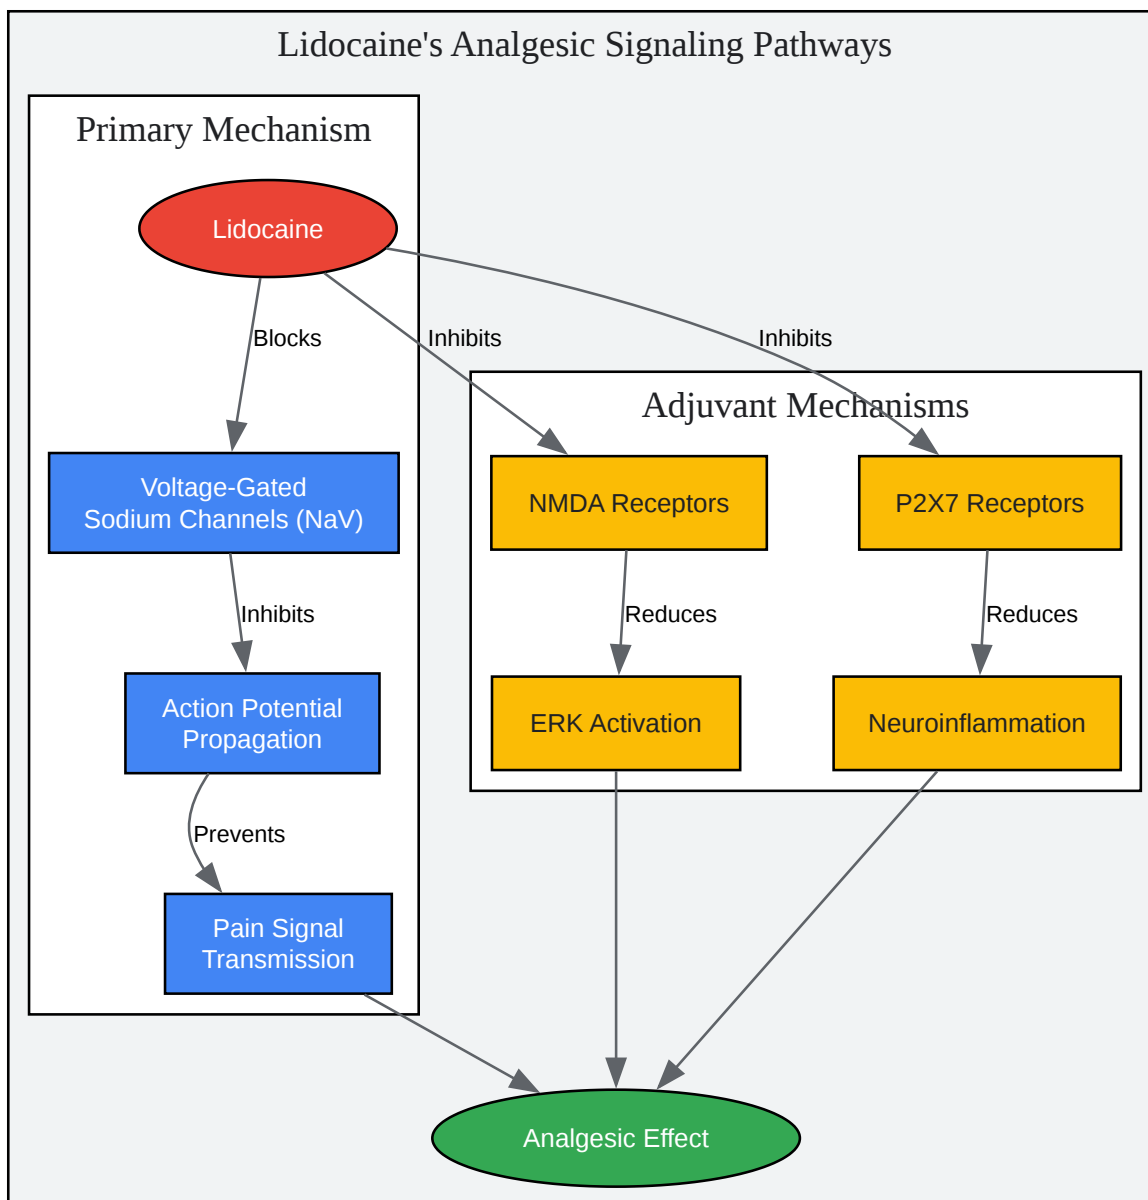 Lidocaine's Analgesic Signaling Pathways
Primary Mechanism
Lidocaine
Blocks
Inhibits
Inhibits
Adjuvant Mechanisms
Voltage-Gated
Sodium Channels (NaV)
NMDA Receptors
P2X7 Receptors
Inhibits
Reduces
Reduces
Action Potential
Propagation
ERK Activation
Neuroinflammation
Prevents
Pain Signal
Transmission
Analgesic Effect